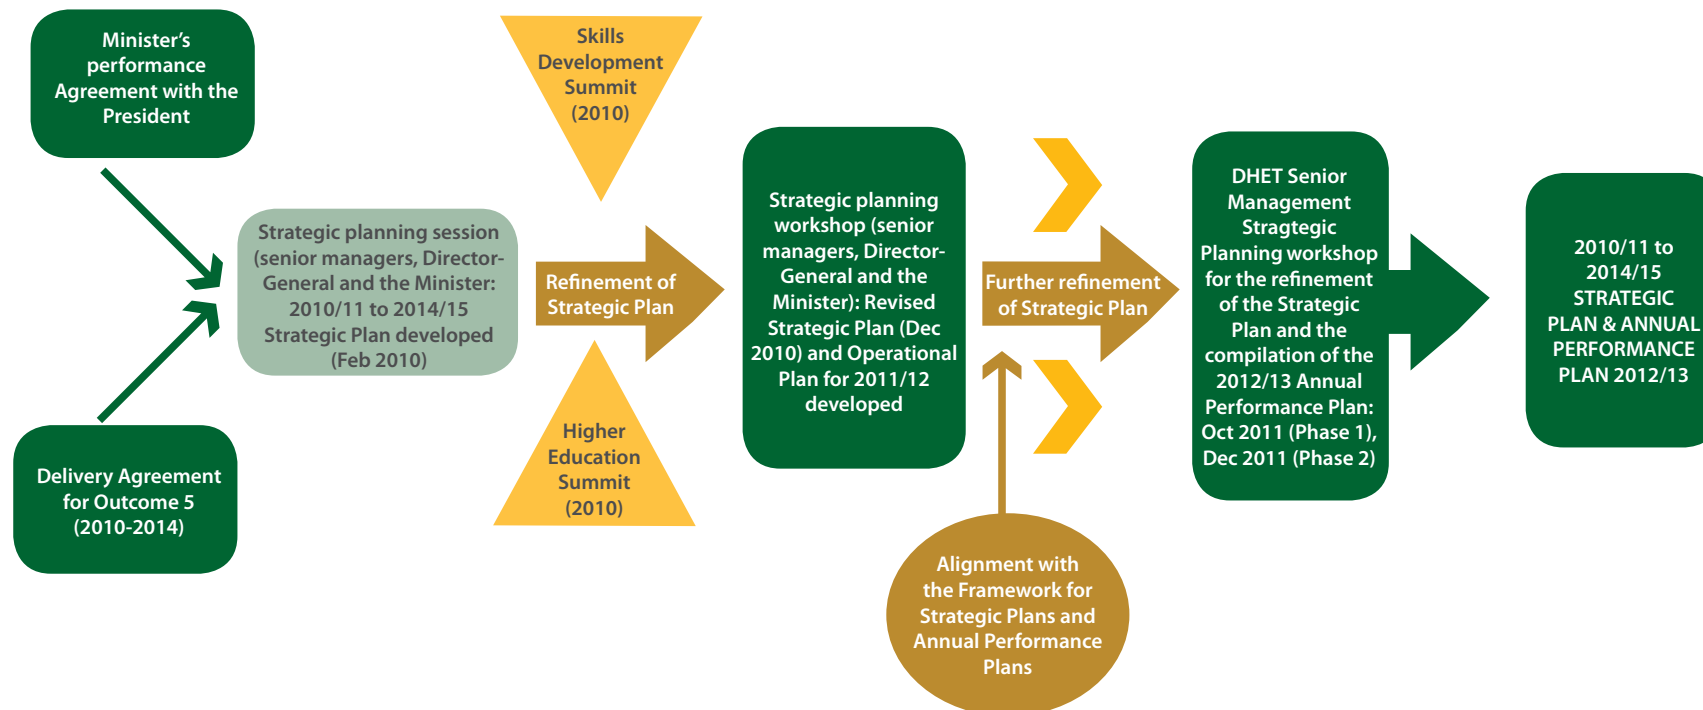 Minister’s
performance
Agreement with the
President
Delivery Agreement
for Outcome 5
(2010-2014)
Strategic planning session
(senior managers, Director-
General and the Minister:
2010/11 to 2014/15
Strategic Plan developed
(Feb 2010)
Skills
Development
Summit
(2010)
Refinement of
Strategic Plan
Higher
Education
Summit
(2010)
Strategic planning
workshop (senior
managers, Director-
General and the
Minister): Revised
Strategic Plan (Dec
2010) and Operational
Plan for 2011/12
developed
Further refinement
of Strategic Plan
Alignment with
the Framework for
Strategic Plans and
Annual Performance
Plans
DHET Senior
Management
Stragtegic
Planning workshop
for the refinement
of the Strategic
Plan and the
compilation of the
2012/13 Annual
Performance Plan:
Oct 2011 (Phase 1),
Dec 2011 (Phase 2)
2010/11 to
2014/15
STRATEGIC
PLAN & ANNUAL
PERFORMANCE
PLAN 2012/13